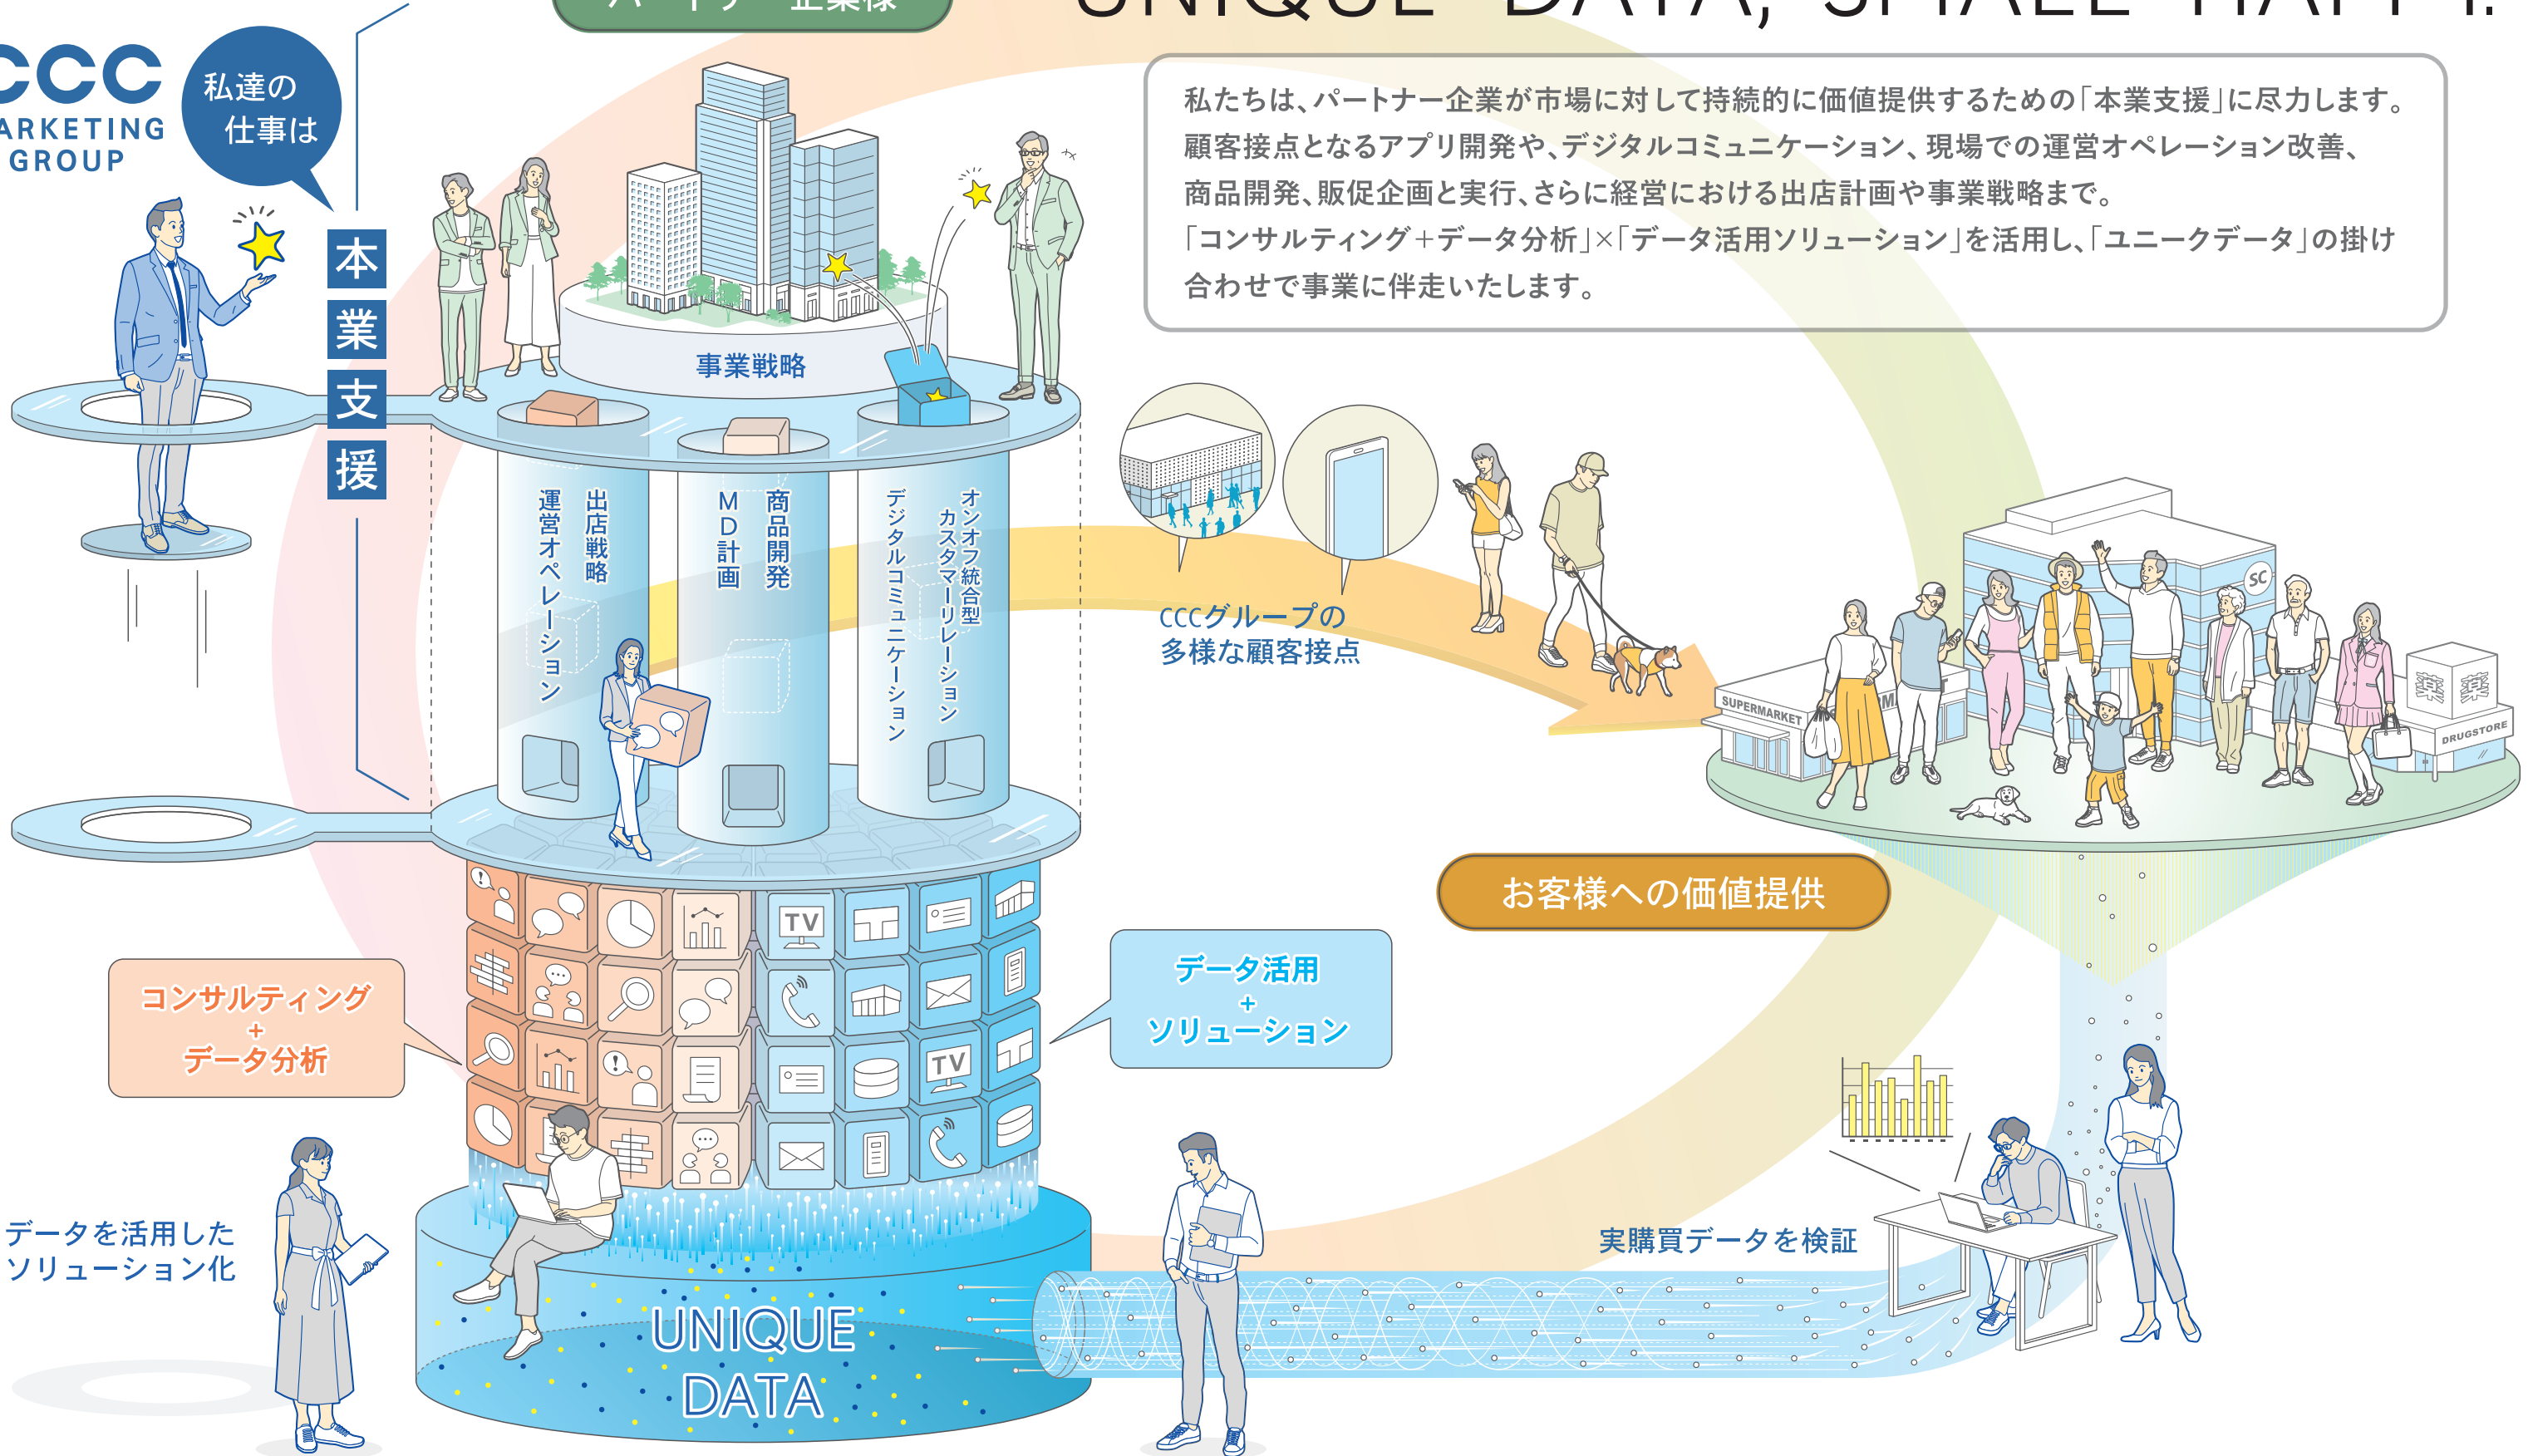 パートナー企業様
UNIQUE DATA, SMALL HAPPY.
CCC
MARKETING
GROUP
私達の
仕事は
本業支援
私たちは、パートナー企業が市場に対して持続的に価値提供するための「本業支援」に尽力します。
顧客接点となるアプリ開発や、デジタルコミュニケーション、現場での運営オペレーション改善、
商品開発、販促企画と実行、さらに経営における出店計画や事業戦略まで。
「コンサルティング+データ分析」×「データ活用ソリューション」を活用し、「ユニークデータ」の掛け
合わせで事業に伴走いたします。
事業戦略
出店戦略
運営オペレーション
商品開発
MD計画
オンオフ統合型
カスタマーリレーション
デジタルコミュニケーション
CCCグループの
多様な顧客接点
SC
SUPERMARKET
薬 薬
DRUGSTORE
お客様への価値提供
TV
TV
コンサルティング
+
データ分析
データ活用
+
ソリューション
データを活用した
ソリューション化
実購買データを検証
UNIQUE
DATA